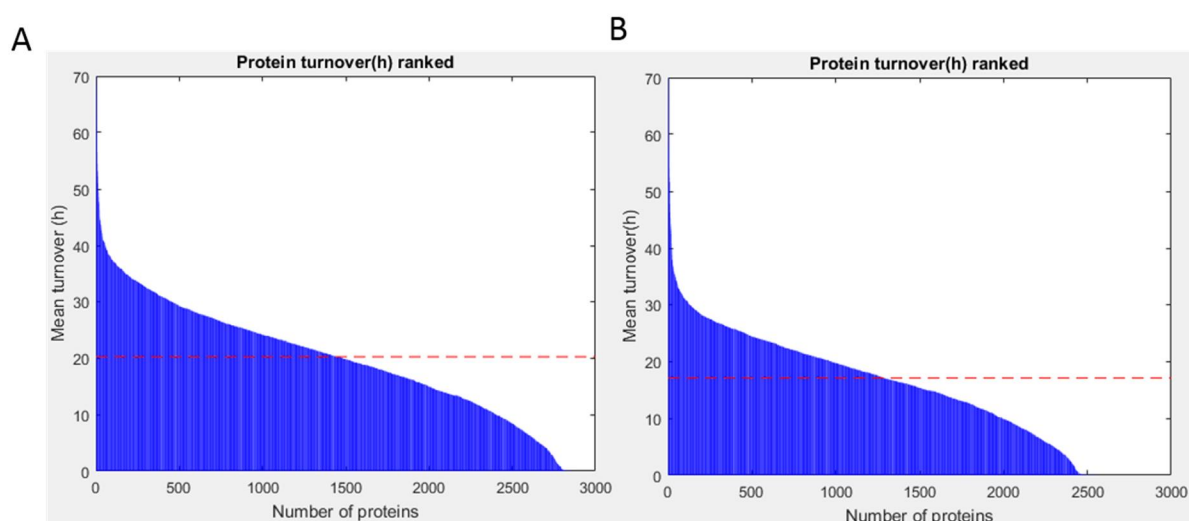 A
Protein turnover(h) ranked
70
60
50
40
30
20
10
0
Mean turnover (h)
0 500 1000 1500 2000 2500 3000
Number of proteins
B
Protein turnover(h) ranked
70
60
50
40
30
20
10
0
Mean turnover(h)
0 500 1000 1500 2000 2500 3000
Number of proteins